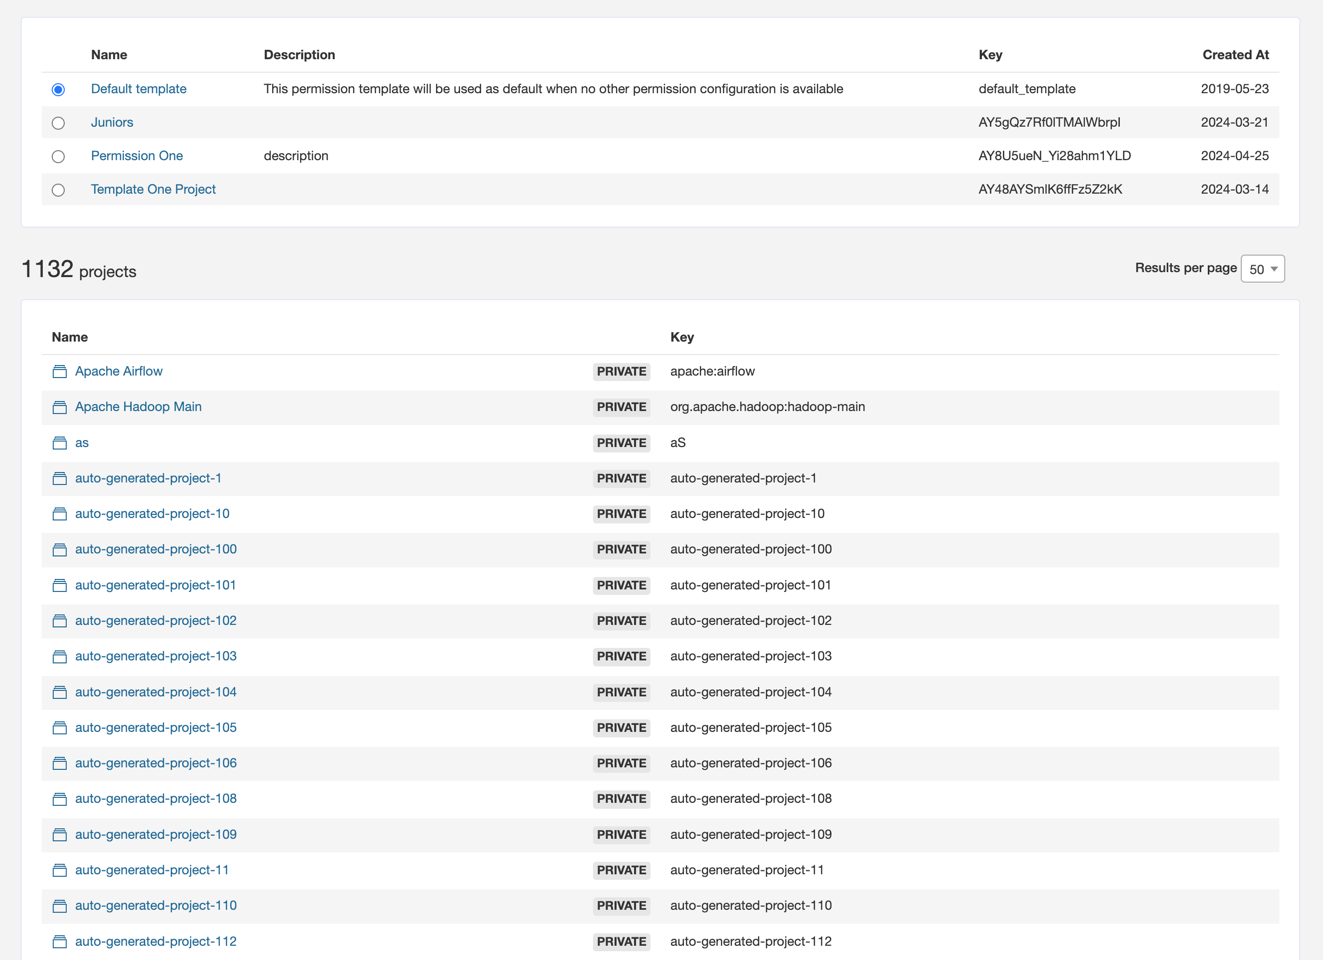 Name Description Key Created At
Default template This permission template will be used as default when no other permission configuration is available default_template 2019-05-23
Juniors AY5gQz7Rf0lTMAlWbrpI 2024-03-21
Permission One description AY8U5ueN_Yi28ahm1YLD 2024-04-25
Template One Project AY48AYSmlK6ffFz5Z2kK 2024-03-14
1132 projects Results per page 50
Name Key
Apache Airflow PRIVATE apache:airflow
Apache Hadoop Main PRIVATE org.apache.hadoop:hadoop-main
as PRIVATE aS
auto-generated-project-1 PRIVATE auto-generated-project-1
auto-generated-project-10 PRIVATE auto-generated-project-10
auto-generated-project-100 PRIVATE auto-generated-project-100
auto-generated-project-101 PRIVATE auto-generated-project-101
auto-generated-project-102 PRIVATE auto-generated-project-102
auto-generated-project-103 PRIVATE auto-generated-project-103
auto-generated-project-104 PRIVATE auto-generated-project-104
auto-generated-project-105 PRIVATE auto-generated-project-105
auto-generated-project-106 PRIVATE auto-generated-project-106
auto-generated-project-108 PRIVATE auto-generated-project-108
auto-generated-project-109 PRIVATE auto-generated-project-109
auto-generated-project-11 PRIVATE auto-generated-project-11
auto-generated-project-110 PRIVATE auto-generated-project-110
auto-generated-project-112 PRIVATE auto-generated-project-112